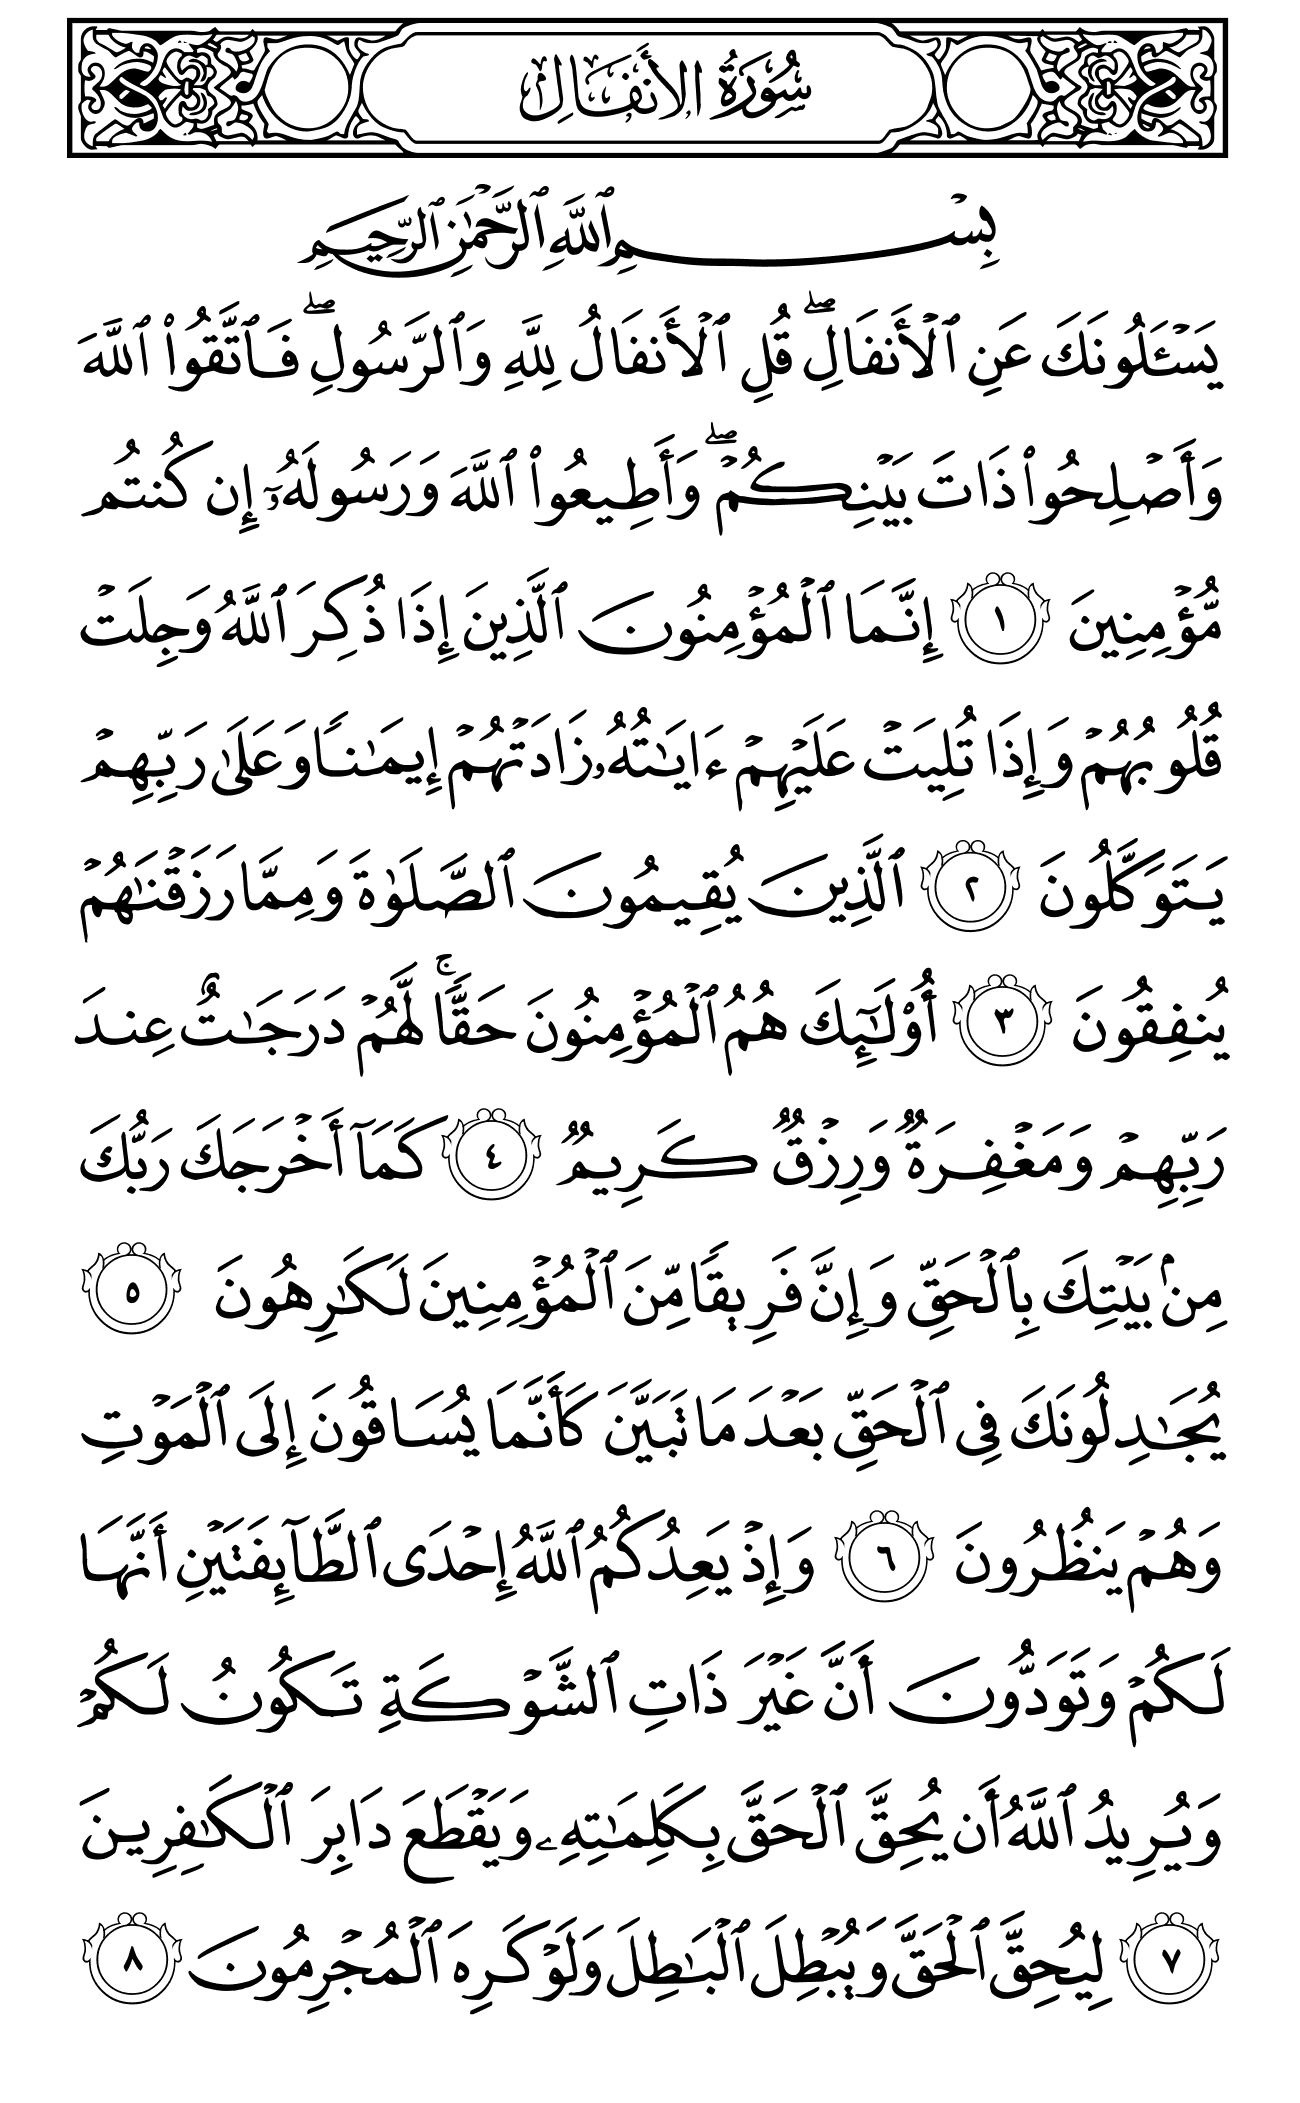 سُورَةُ الأَنفَالِ
بِسْمِ ٱللَّهِ ٱلرَّحْمَٰنِ ٱلرَّحِيمِ
يَسْـَٔلُونَكَ عَنِ ٱلْأَنفَالِۖ قُلِ ٱلْأَنفَالُ لِلَّهِ وَٱلرَّسُولِۖ فَٱتَّقُوا۟ ٱللَّهَ
وَأَصْلِحُوا۟ ذَاتَ بَيْنِكُمْۖ وَأَطِيعُوا۟ ٱللَّهَ وَرَسُولَهُۥٓ إِن كُنتُم
مُّؤْمِنِينَ ١ إِنَّمَا ٱلْمُؤْمِنُونَ ٱلَّذِينَ إِذَا ذُكِرَ ٱللَّهُ وَجِلَتْ
قُلُوبُهُمْ وَإِذَا تُلِيَتْ عَلَيْهِمْ ءَايَٰتُهُۥ زَادَتْهُمْ إِيمَٰنًا وَعَلَىٰ رَبِّهِمْ
يَتَوَكَّلُونَ ٢ ٱلَّذِينَ يُقِيمُونَ ٱلصَّلَوٰةَ وَمِمَّا رَزَقْنَٰهُمْ
يُنفِقُونَ ٣ أُو۟لَٰٓئِكَ هُمُ ٱلْمُؤْمِنُونَ حَقًّاۚ لَّهُمْ دَرَجَٰتٌ عِندَ
رَبِّهِمْ وَمَغْفِرَةٌ وَرِزْقٌ كَرِيمٌ ٤ كَمَآ أَخْرَجَكَ رَبُّكَ
مِنۢ بَيْتِكَ بِٱلْحَقِّ وَإِنَّ فَرِيقًا مِّنَ ٱلْمُؤْمِنِينَ لَكَٰرِهُونَ ٥
يُجَٰدِلُونَكَ فِى ٱلْحَقِّ بَعْدَ مَا تَبَيَّنَ كَأَنَّمَا يُسَاقُونَ إِلَى ٱلْمَوْتِ
وَهُمْ يَنظُرُونَ ٦ وَإِذْ يَعِدُكُمُ ٱللَّهُ إِحْدَى ٱلطَّآئِفَتَيْنِ أَنَّهَا
لَكُمْ وَتَوَدُّونَ أَنَّ غَيْرَ ذَاتِ ٱلشَّوْكَةِ تَكُونُ لَكُمْ
وَيُرِيدُ ٱللَّهُ أَن يُحِقَّ ٱلْحَقَّ بِكَلِمَٰتِهِۦ وَيَقْطَعَ دَابِرَ ٱلْكَٰفِرِينَ
٧ لِيُحِقَّ ٱلْحَقَّ وَيُبْطِلَ ٱلْبَٰطِلَ وَلَوْ كَرِهَ ٱلْمُجْرِمُونَ ٨